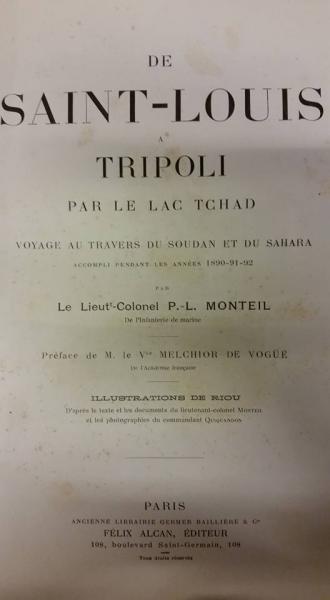 DE
SAINT-LOUIS
A
TRIPOLI
PAR LE LAC TCHAD
VOYAGE AU TRAVERS DU SOUDAN ET DU SAHARA
ACCOMPLI PENDANT LES ANNÉES 1890-91-92
PAR
Le Lieutᵗ-Colonel P.-L. MONTEIL
De l'Infanterie de marine
Préface de M. le Vᵗᵉ MELCHIOR DE VOGÜÉ
De l'Académie française
ILLUSTRATIONS DE RIOU
D'après le texte et les documents du lieutenant-colonel MONTEIL
et les photographies du commandant QUIQUANDON
PARIS
ANCIENNE LIBRAIRIE GERMER BAILLIÈRE & Cⁱᵉ
FÉLIX ALCAN, ÉDITEUR
108, boulevard Saint-Germain, 108
Tous droits réservés